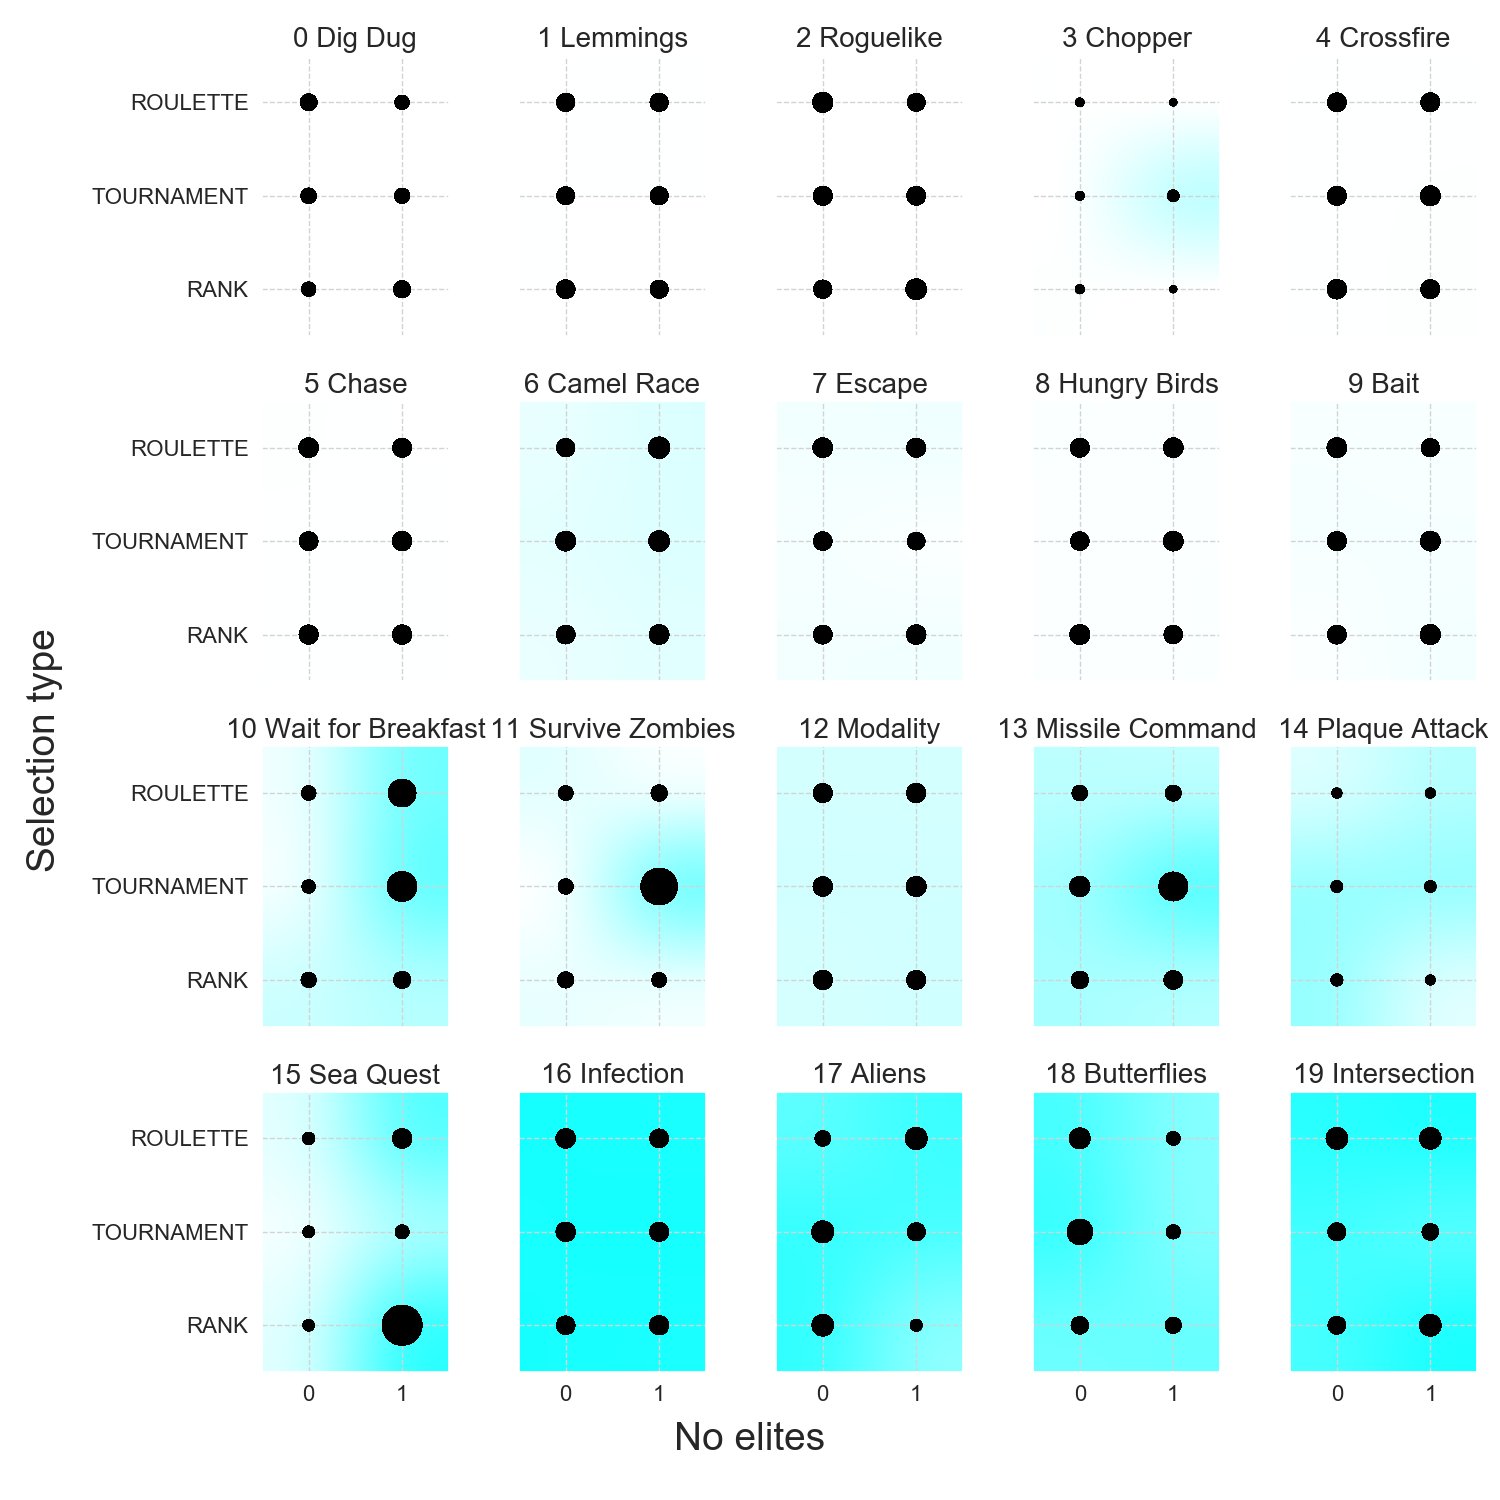 0 Dig Dug 1 Lemmings 2 Roguelike 3 Chopper 4 Crossfire
ROULETTE
TOURNAMENT
RANK
5 Chase 6 Camel Race 7 Escape 8 Hungry Birds 9 Bait
ROULETTE
TOURNAMENT
RANK
Selection type
10 Wait for Breakfast 11 Survive Zombies 12 Modality 13 Missile Command 14 Plaque Attack
ROULETTE
TOURNAMENT
RANK
15 Sea Quest 16 Infection 17 Aliens 18 Butterflies 19 Intersection
ROULETTE
TOURNAMENT
RANK
0 1 0 1 0 1 0 1 0 1
No elites